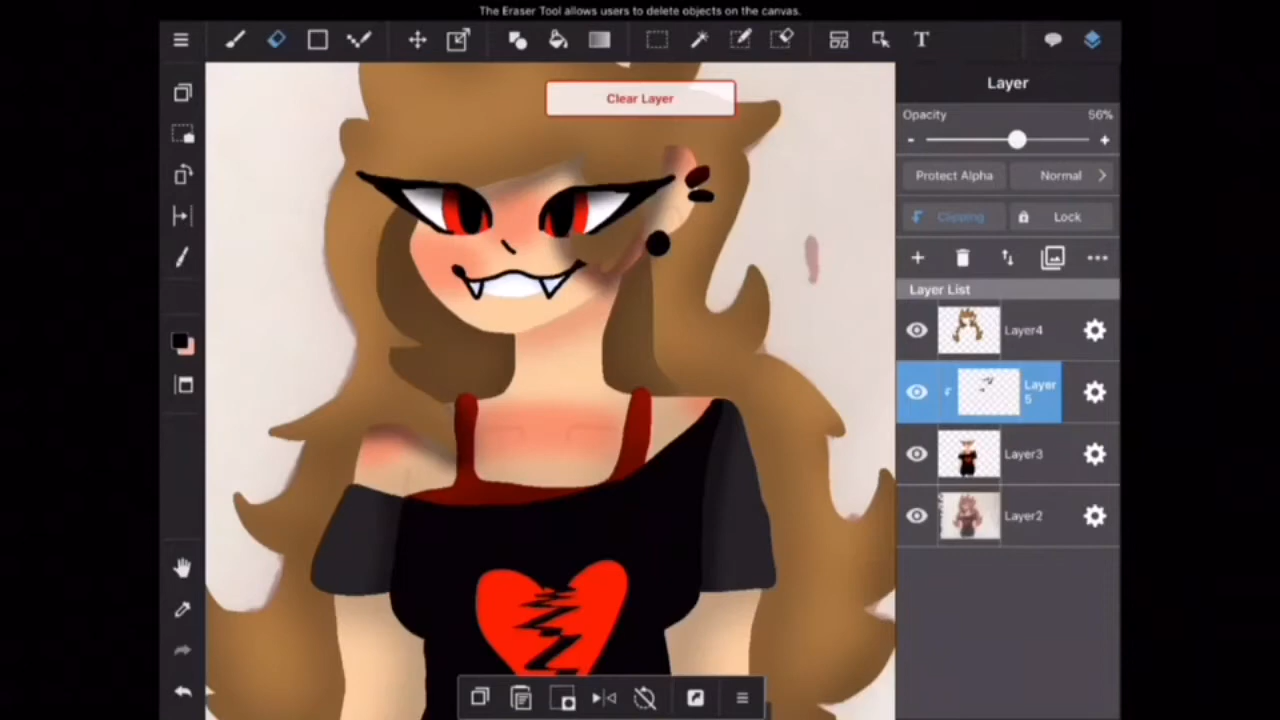 The Eraser Tool allows users to delete objects on the canvas.
T
Clear Layer
Layer
Opacity
56%
Protect Alpha
Normal
Clipping
Lock
Layer List
Layer4
Layer
5
Layer3
Layer2